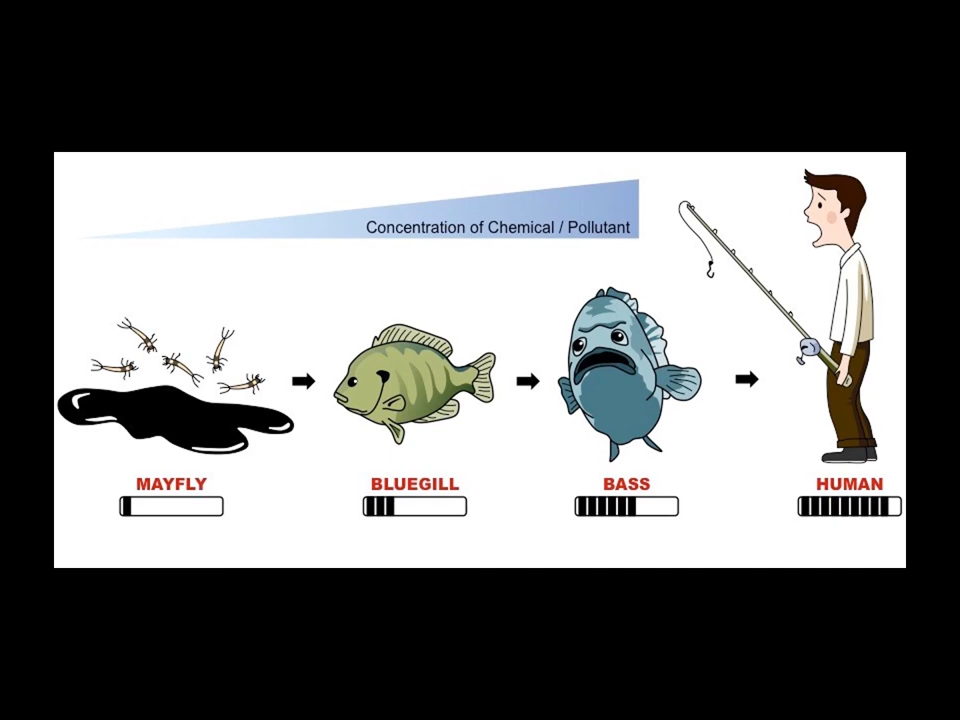 Concentration of Chemical / Pollutant
MAYFLY
BLUEGILL
BASS
HUMAN